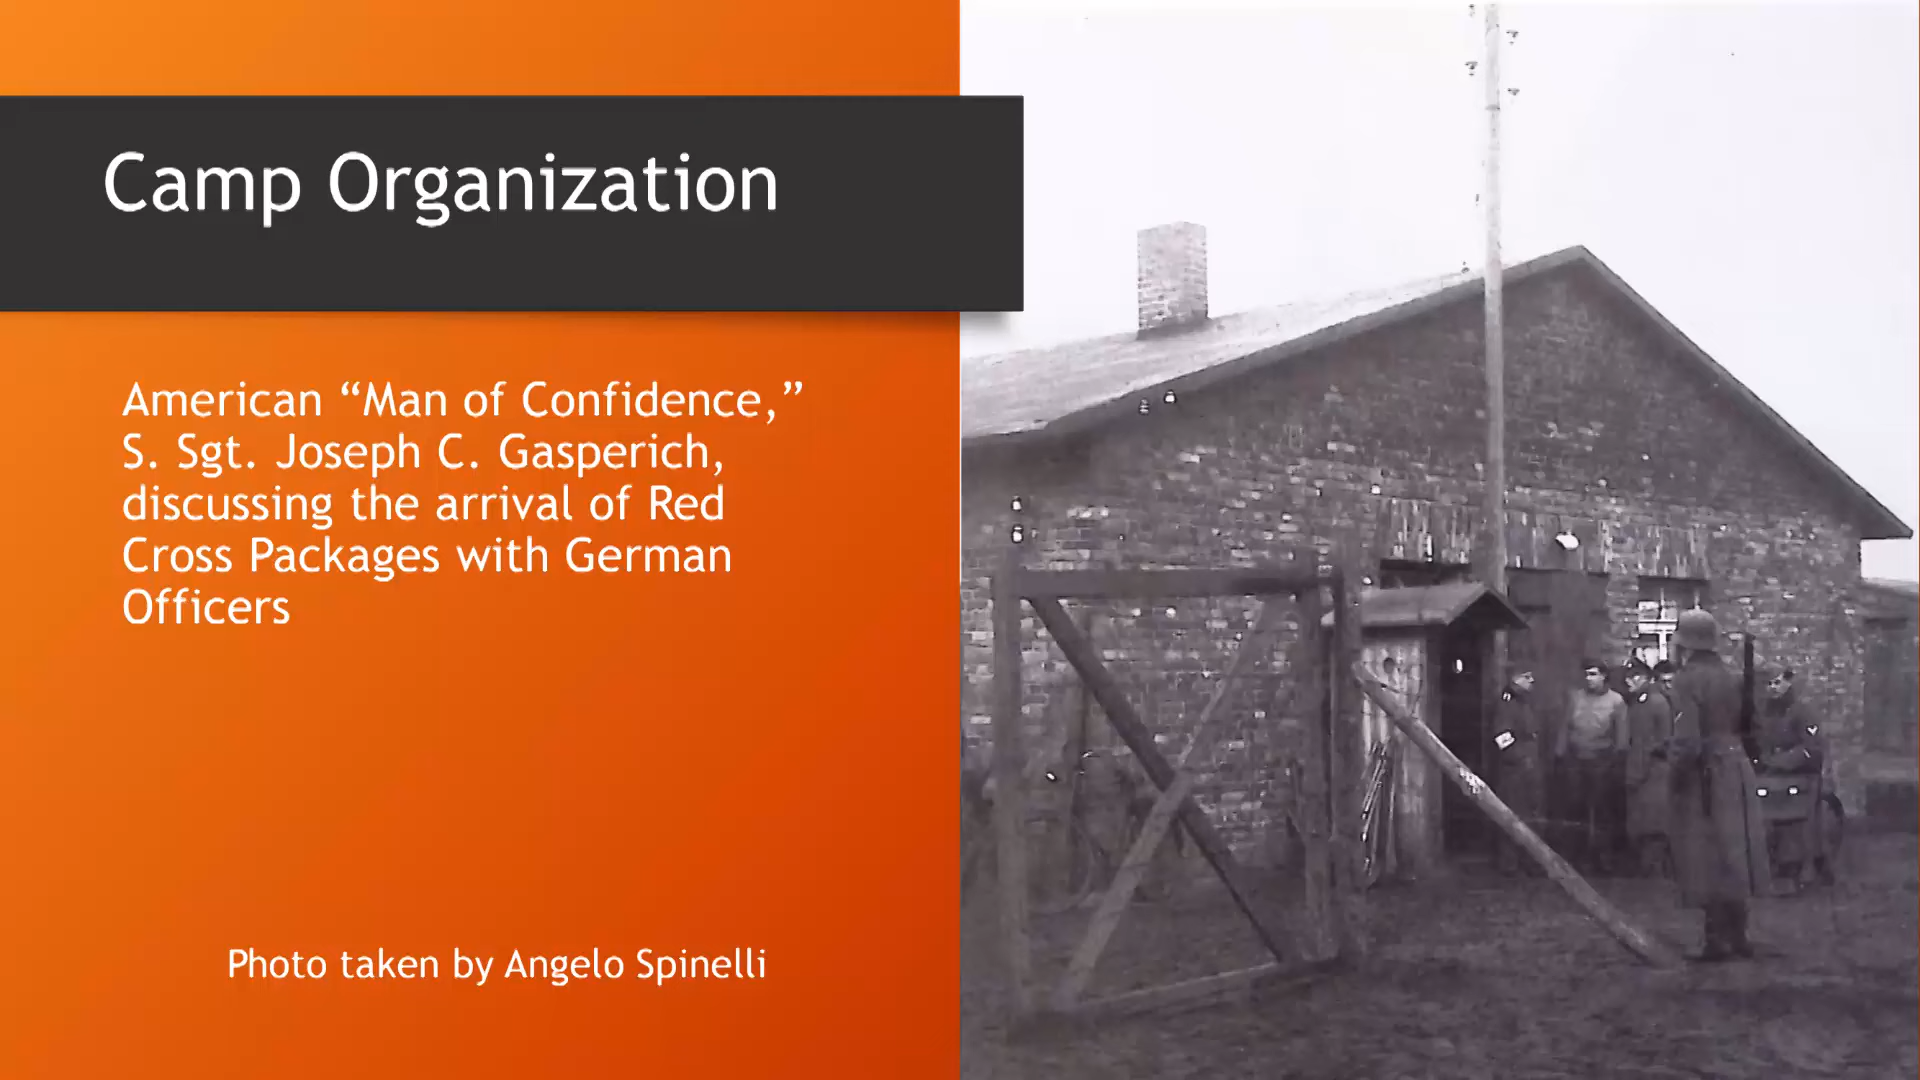 Camp Organization
American “Man of Confidence,”
S. Sgt. Joseph C. Gasperich,
discussing the arrival of Red
Cross Packages with German
Officers
Photo taken by Angelo Spinelli